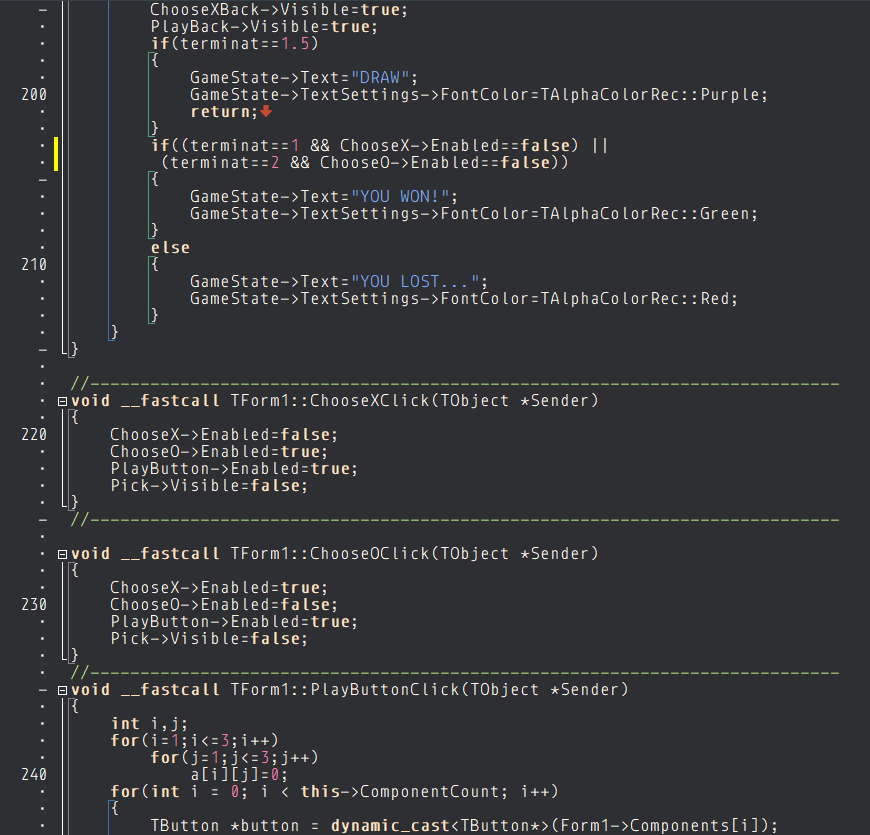 ChooseXBack->Visible=true;
PlayBack->Visible=true;
if(terminat==1.5)
{
GameState->Text="DRAW";
200 GameState->TextSettings->FontColor=TAlphaColorRec::Purple;
return;
}
if((terminat==1 && ChooseX->Enabled==false) ||
(terminat==2 && ChooseO->Enabled==false))
{
GameState->Text="YOU WON!";
GameState->TextSettings->FontColor=TAlphaColorRec::Green;
}
else
210 {
GameState->Text="YOU LOST...";
GameState->TextSettings->FontColor=TAlphaColorRec::Red;
}
}
}
//---------------------------------------------------------------------------
void __fastcall TForm1::ChooseXClick(TObject *Sender)
{
220 ChooseX->Enabled=false;
ChooseO->Enabled=true;
PlayButton->Enabled=true;
Pick->Visible=false;
}
//---------------------------------------------------------------------------
void __fastcall TForm1::ChooseOClick(TObject *Sender)
{
ChooseX->Enabled=true;
230 ChooseO->Enabled=false;
PlayButton->Enabled=true;
Pick->Visible=false;
}
//---------------------------------------------------------------------------
void __fastcall TForm1::PlayButtonClick(TObject *Sender)
{
int i,j;
for(i=1;i<=3;i++)
for(j=1;j<=3;j++)
240 a[i][j]=0;
for(int i = 0; i < this->ComponentCount; i++)
{
TButton *button = dynamic_cast<TButton*>(Form1->Components[i]);